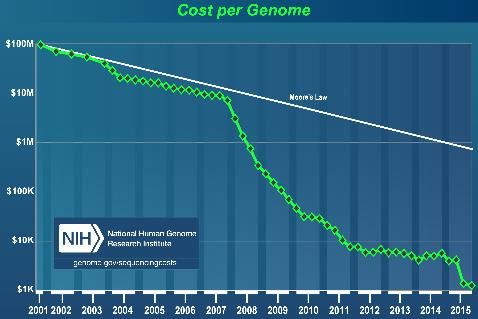 Cost per Genome
$100M
$10M
$1M
$100K
$10K
$1K
Moore's Law
NIH
National Human Genome
Research Institute
genome.gov/sequencingcosts
2001 2002 2003 2004 2005 2006 2007 2008 2009 2010 2011 2012 2013 2014 2015